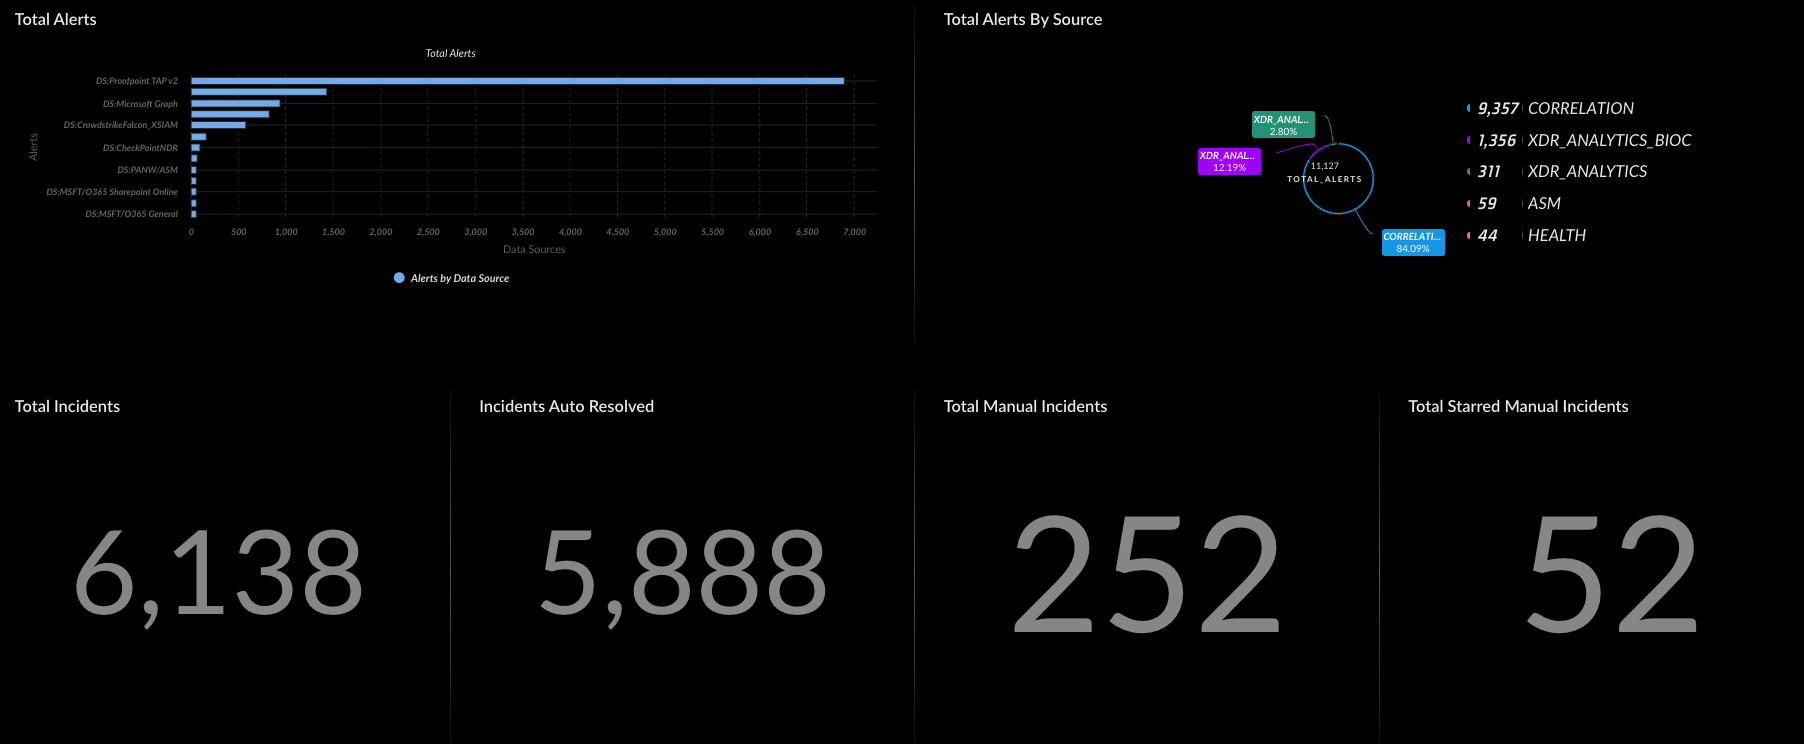 Total Alerts
Total Alerts
DS:Proofpoint TAP v2
DS:Microsoft Graph
DS:CrowdstrikeFalcon_XSIAM
DS:CheckPointNDR
DS:PANW/ASM
DS:MSFT/O365 Sharepoint Online
DS:MSFT/O365 General
Alerts
0 500 1,000 1,500 2,000 2,500 3,000 3,500 4,000 4,500 5,000 5,500 6,000 6,500 7,000
Data Sources
Alerts by Data Source
Total Alerts By Source
XDR_ANAL...
2.80%
XDR_ANAL...
12.19%
11,127
TOTAL_ALERTS
CORRELATI...
84.09%
9,357 CORRELATION
1,356 XDR_ANALYTICS_BIOC
311 XDR_ANALYTICS
59 ASM
44 HEALTH
Total Incidents
6,138
Incidents Auto Resolved
5,888
Total Manual Incidents
252
Total Starred Manual Incidents
52